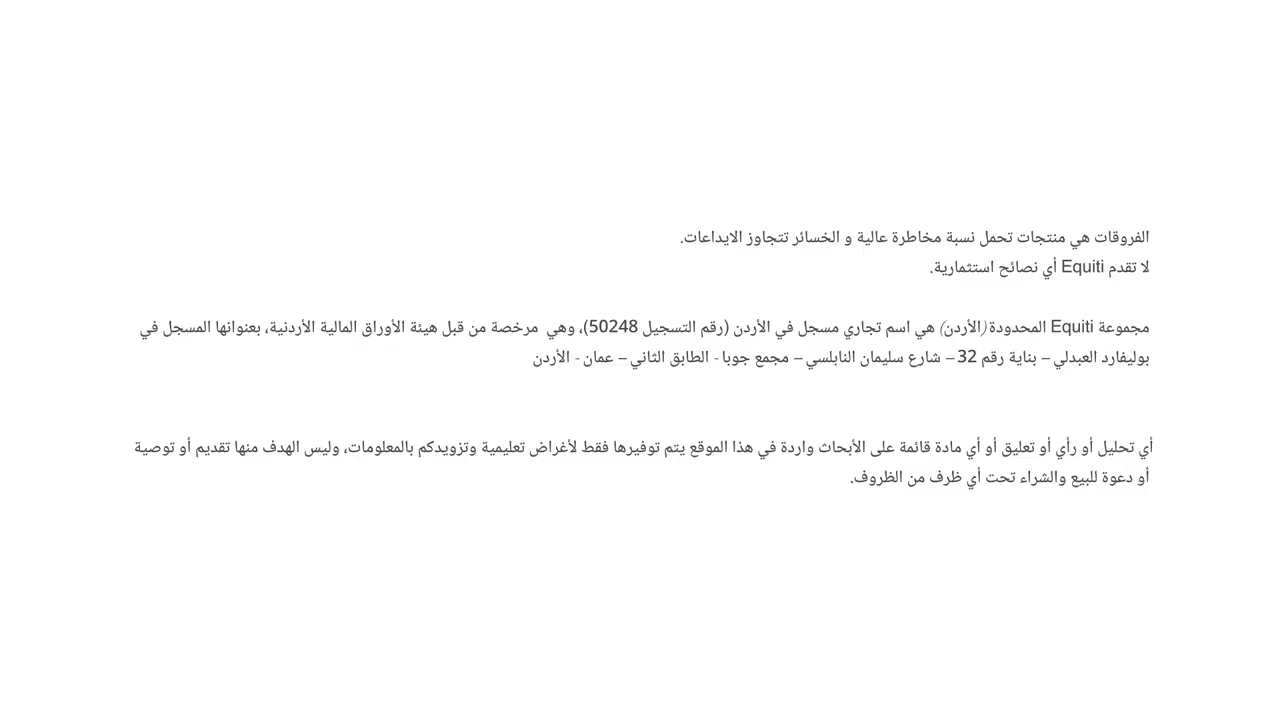 الفروقات هي منتجات تحمل نسبة مخاطرة عالية و الخسائر تتجاوز الايداعات.
لا تقدم Equiti أي نصائح استثمارية.
مجموعة Equiti المحدودة (الأردن) هي اسم تجاري مسجل في الأردن (رقم التسجيل 50248)، وهي مرخصة من قبل هيئة الأوراق المالية الأردنية، بعنوانها المسجل في
بوليفارد العبدلي – بناية رقم 32 – شارع سليمان النابلسي – مجمع جوبا - الطابق الثاني – عمان - الأردن
أي تحليل أو رأي أو تعليق أو أي مادة قائمة على الأبحاث واردة في هذا الموقع يتم توفيرها فقط لأغراض تعليمية وتزويدكم بالمعلومات، وليس الهدف منها تقديم أو توصية
أو دعوة للبيع والشراء تحت أي ظرف من الظروف.